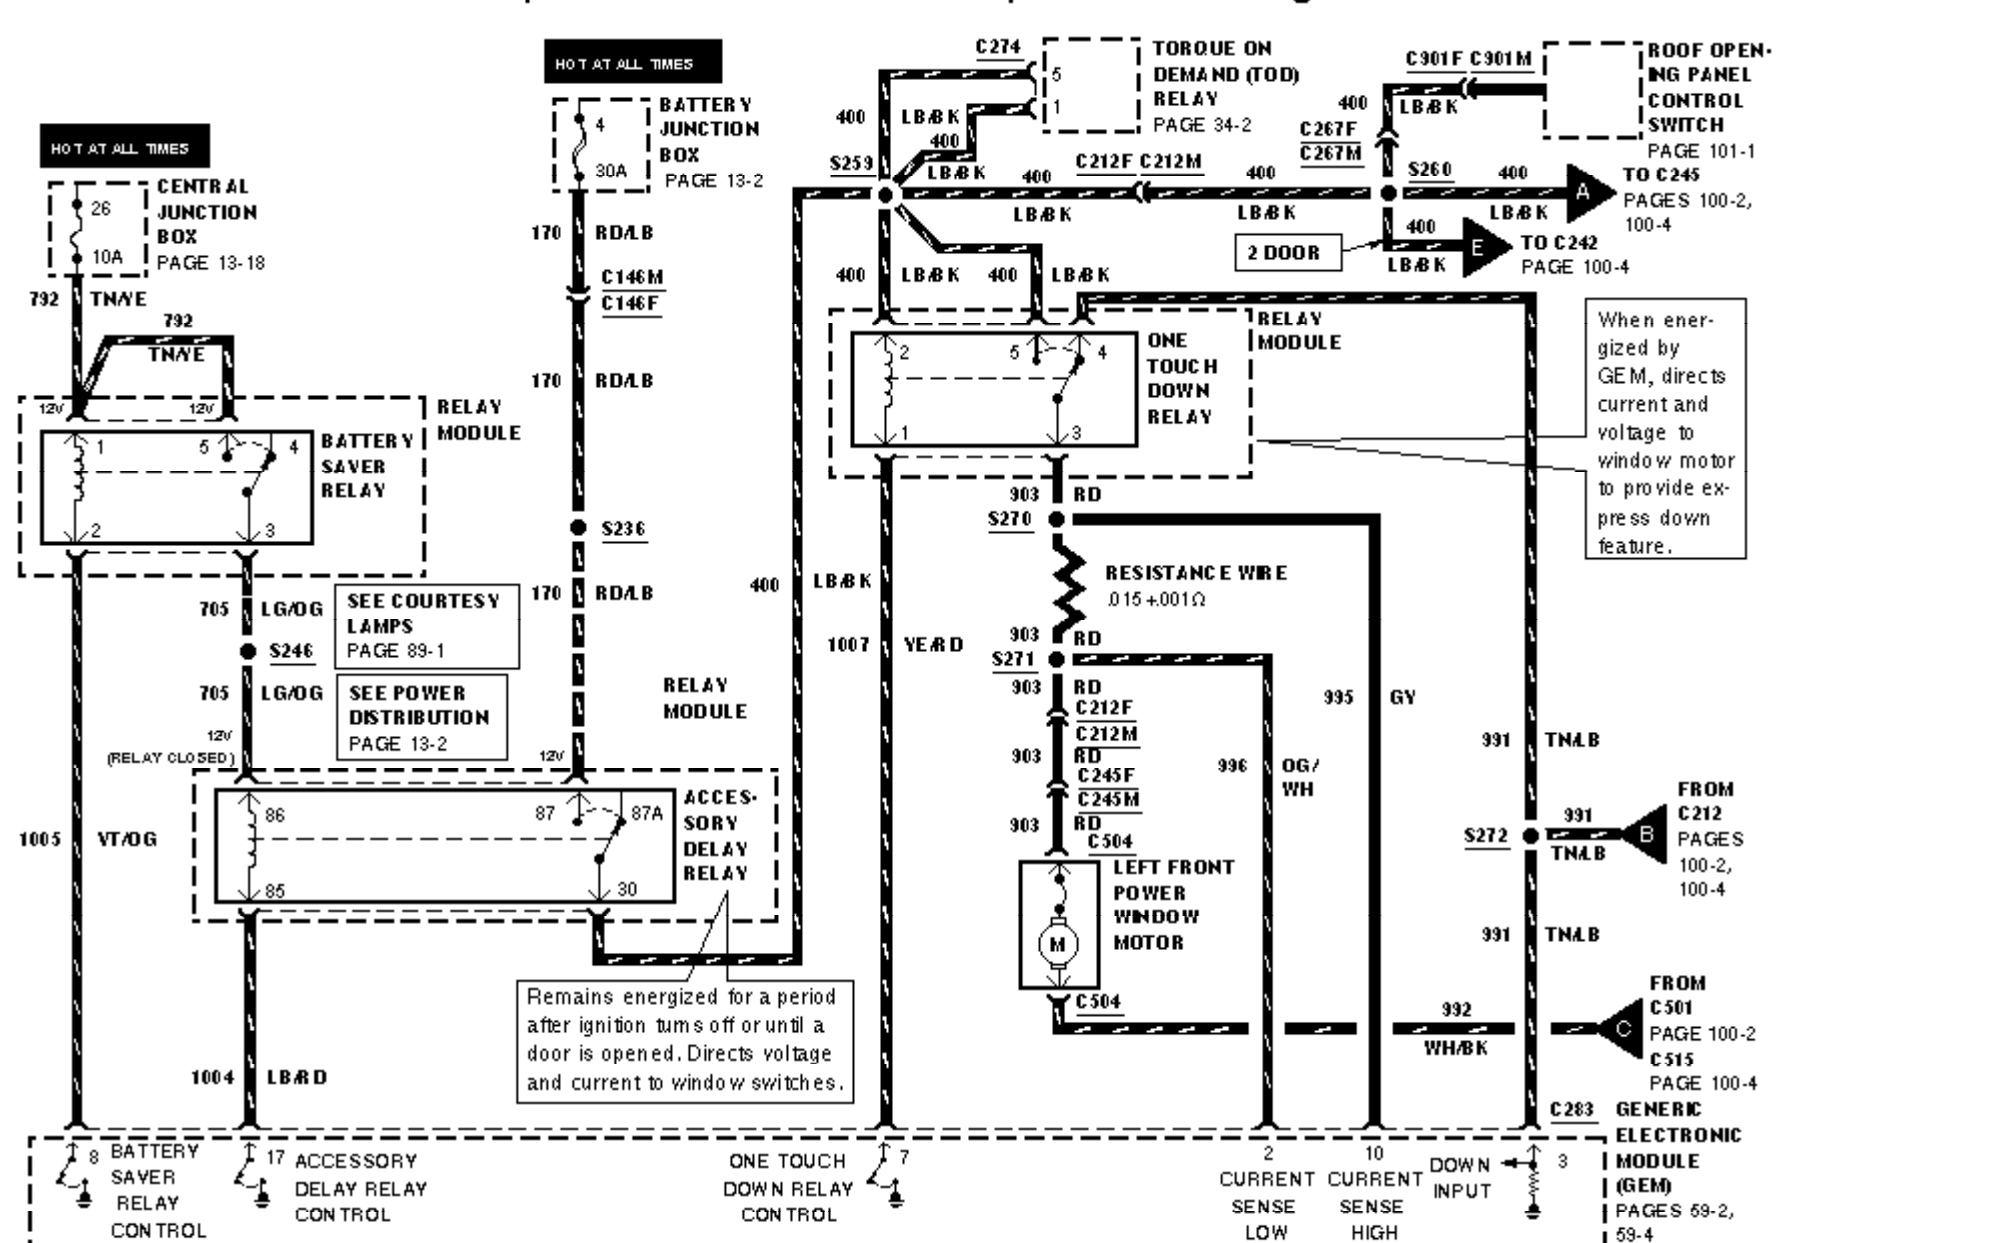 HOT AT ALL TIMES
CENTRAL
JUNCTION
BOX
PAGE 13-18
26
10A
792
TN/YE
792
TN/YE
12V
12V
RELAY
MODULE
1
5
4
2
3
BATTERY
SAVER
RELAY
705
LG/OG
S246
705
LG/OG
12V
(RELAY CLOSED)
SEE COURTESY
LAMPS
PAGE 89-1
SEE POWER
DISTRIBUTION
PAGE 13-2
1005
VT/OG
HOT AT ALL TIMES
BATTERY
JUNCTION
BOX
PAGE 13-2
4
30A
170
RD/LB
C146M
C146F
170
RD/LB
S236
170
RD/LB
12V
RELAY
MODULE
86
87
87A
85
30
ACCES-
SORY
DELAY
RELAY
Remains energized for a period
after ignition turns off or until a
door is opened. Directs voltage
and current to window switches.
1004
LB/RD
400
LB/BK
C274
5
1
TORQUE ON
DEMAND (TOD)
RELAY
PAGE 34-2
400
LB/BK
400
LB/BK
S259
400
LB/BK
C212F
C212M
400
LB/BK
C901F
C901M
ROOF OPEN-
ING PANEL
CONTROL
SWITCH
PAGE 101-1
400
LB/BK
C267F
C267M
S260
400
LB/BK
A
TO C245
PAGES 100-2,
100-4
2 DOOR
400
LB/BK
E
TO C242
PAGE 100-4
400
LB/BK
400
LB/BK
RELAY
MODULE
2
5
4
1
3
ONE
TOUCH
DOWN
RELAY
When ener-
gized by
GEM, directs
current and
voltage to
window motor
to provide ex-
press down
feature.
903
RD
S270
RESISTANCE WIRE
.015 +.001Ω
903
RD
S271
903
RD
C212F
C212M
903
RD
C245F
C245M
903
RD
C504
LEFT FRONT
POWER
WINDOW
MOTOR
M
C504
1007
YE/RD
996
OG/
WH
995
GY
991
TN/LB
S272
991
TN/LB
B
FROM
C212
PAGES
100-2,
100-4
991
TN/LB
992
WH/BK
C
FROM
C501
PAGE 100-2
C515
PAGE 100-4
C283
GENERIC
ELECTRONIC
MODULE
(GEM)
PAGES 59-2,
59-4
8
BATTERY
SAVER
RELAY
CONTROL
17
ACCESSORY
DELAY RELAY
CONTROL
ONE TOUCH
DOWN RELAY
CONTROL
7
2
CURRENT
SENSE
LOW
10
CURRENT
SENSE
HIGH
DOWN
INPUT
3